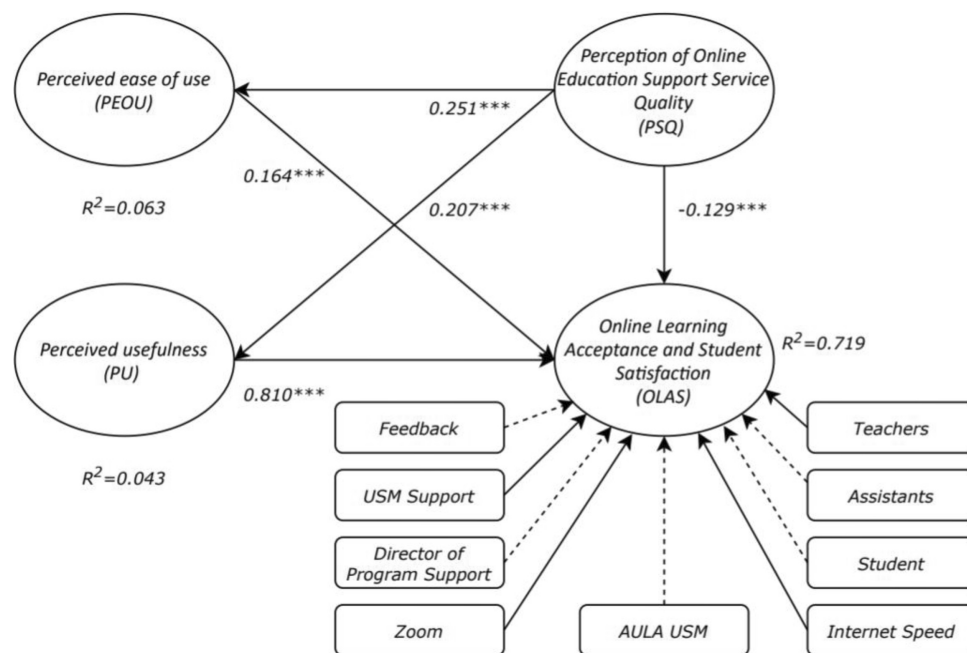 Perceived ease of use
(PEOU)
R²=0.063
Perception of Online
Education Support Service
Quality
(PSQ)
0.251***
0.164***
0.207***
-0.129***
Perceived usefulness
(PU)
R²=0.043
0.810***
Online Learning
Acceptance and Student
Satisfaction
(OLAS)
R²=0.719
Feedback
USM Support
Director of
Program Support
Zoom
AULA USM
Teachers
Assistants
Student
Internet Speed